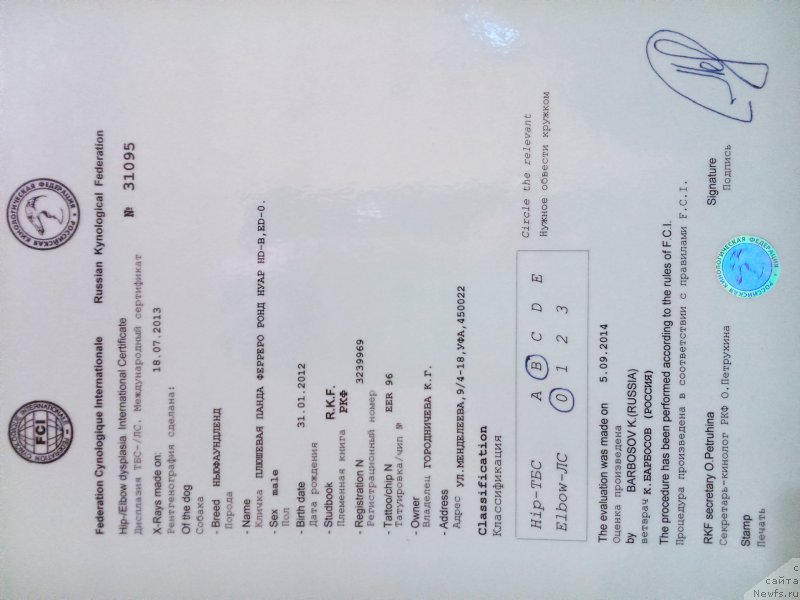 FCI
Federation Cynologique Internationale
Russian Kynological Federation
РОССИЙСКАЯ КИНОЛОГИЧЕСКАЯ ФЕДЕРАЦИЯ
Hip-/Elbow dysplasia. International Certificate
Дисплазия ТБС-/ЛС. Международный сертификат
№ 31095
X-Rays made on: 18.07.2013
Рентгенография сделана:
Of the dog
Собака
- Breed НЬЮФАУНДЛЕНД
Порода
- Name
Кличка ПЛЮШЕВАЯ ПАНДА ФЕРРЕРО РОНД НУАР HD-B,ED-0.
- Sex male
Пол
- Birth date 31.01.2012
Дата рождения
- Studbook R.K.F.
Племенная книга РКФ
- Registration N 3239969
Регистрационный номер
- Tattoo/chip N EER 96
Татуировка/чип №
- Owner
Владелец ГОРОДНИЧЕВА К.Г.
- Address
Адрес УЛ.МЕНДЕЛЕЕВА,9/4-18,УФА,450022
Classification
Классификация
Hip-ТБС A B C D E
Elbow-ЛС 0 1 2 3
Circle the relevant
Нужное обвести кружком
The evaluation was made on 5.09.2014
Оценка произведена
by BARBOSOV K.(RUSSIA)
ветврач К.БАРБОСОВ (РОССИЯ)
The procedure has been performed according to the rules of F.C.I.
Процедура произведена в соответствии с правилами F.C.I.
RKF secretary O.Petruhina
Секретарь-кинолог РКФ О.Петрухина
Signature
Подпись
Stamp
Печать
РОССИЙСКАЯ КИНОЛОГИЧЕСКАЯ ФЕДЕРАЦИЯ
с
сайта
Newfs.ru